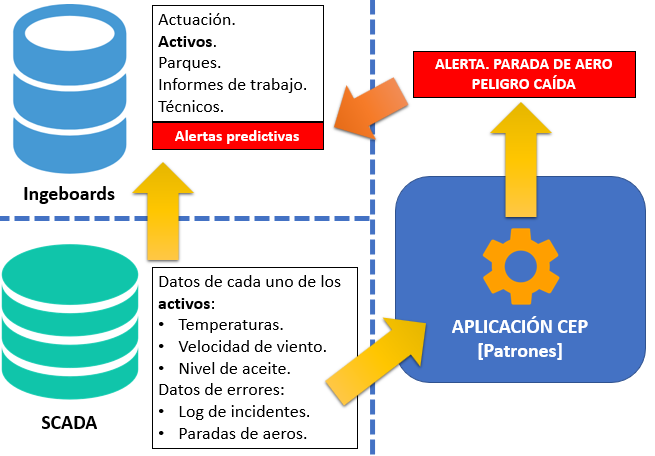 Actuación.
Activos.
Parques.
Informes de trabajo.
Técnicos.
Alertas predictivas
Ingeboards
ALERTA. PARADA DE AERO
PELIGRO CAÍDA
Datos de cada uno de los
activos:
• Temperaturas.
• Velocidad de viento.
• Nivel de aceite.
Datos de errores:
• Log de incidentes.
• Paradas de aeros.
SCADA
APLICACIÓN CEP
[Patrones]